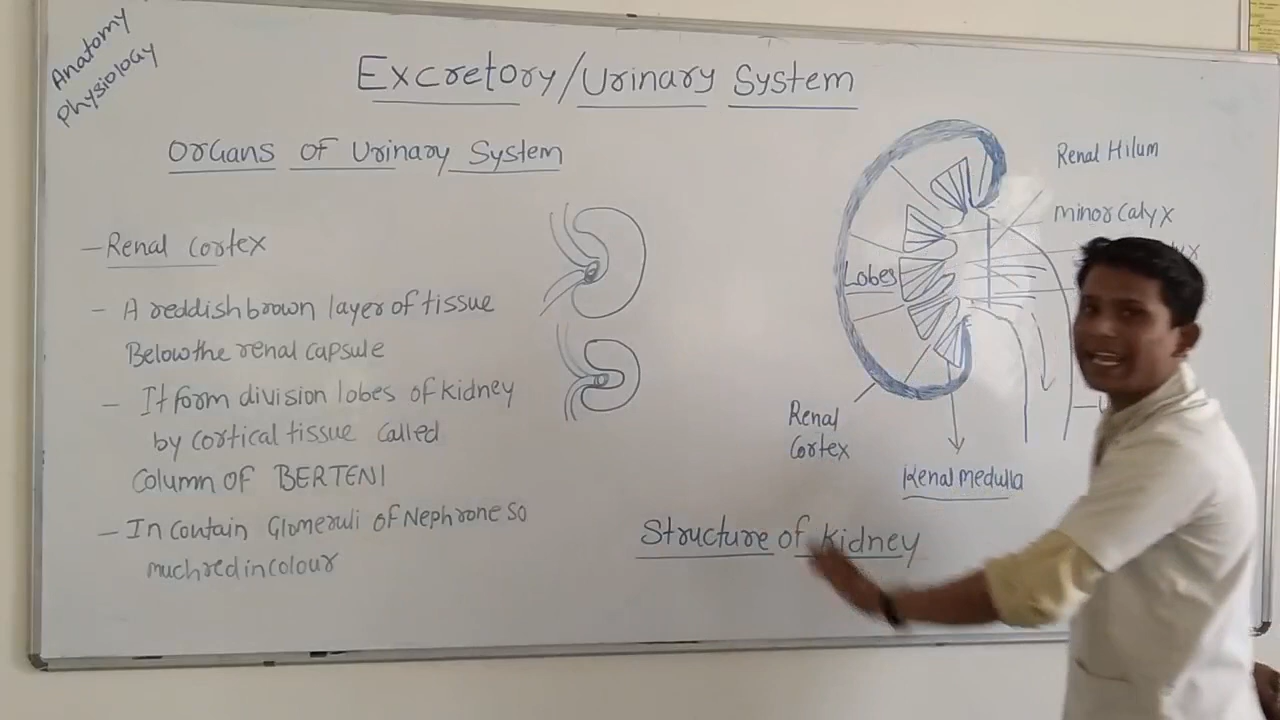 Anatomy
Physiology
Excretory/Urinary System
Organs of Urinary System
- Renal cortex
- A reddish brown layer of tissue
Below the renal capsule
- It form division lobes of kidney
by cortical tissue called
Column of BERTENI
- In contain Glomeruli of Nephrone so
much red in colour
Renal Hilum
minor calyx
Lobes
Renal
Cortex
Renal medulla
Structure of kidney